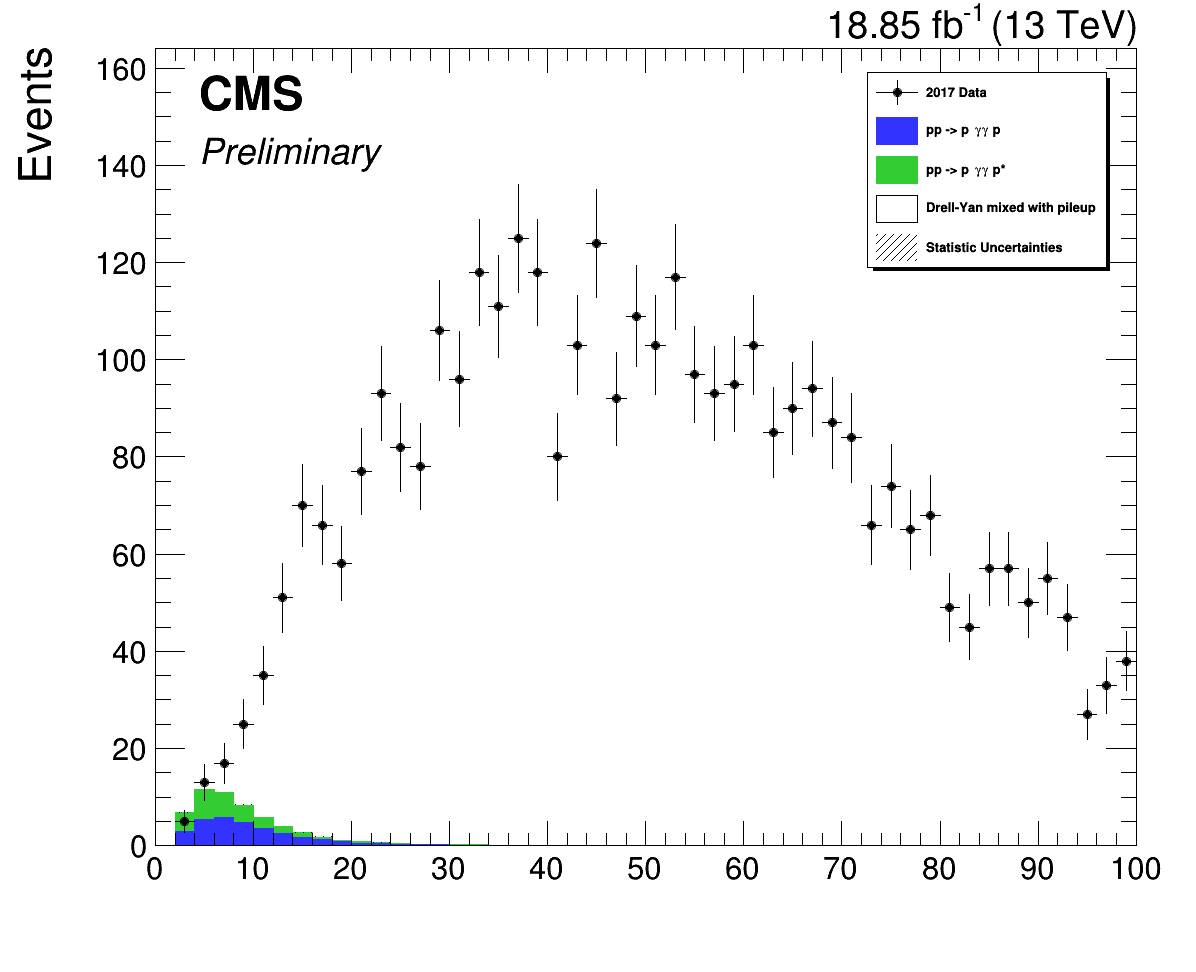 18.85 fb⁻¹ (13 TeV)
Events
CMS
Preliminary
2017 Data
pp -> p γγ p
pp -> p γγ p*
Drell-Yan mixed with pileup
Statistic Uncertainties
160
140
120
100
80
60
40
20
0
0 10 20 30 40 50 60 70 80 90 100